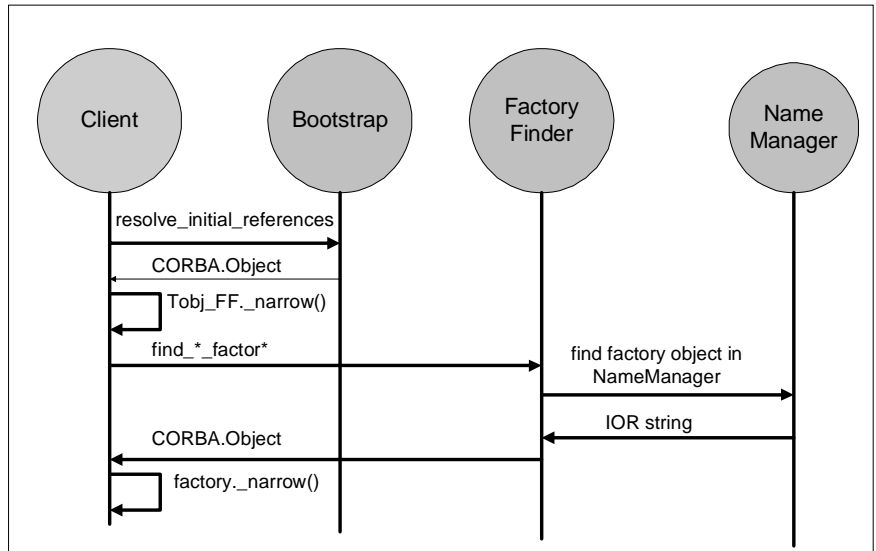 Client
Bootstrap
Factory
Finder
Name
Manager
resolve_initial_references
CORBA.Object
Tobj_FF._narrow()
find_*_factor*
find factory object in
NameManager
IOR string
CORBA.Object
factory._narrow()